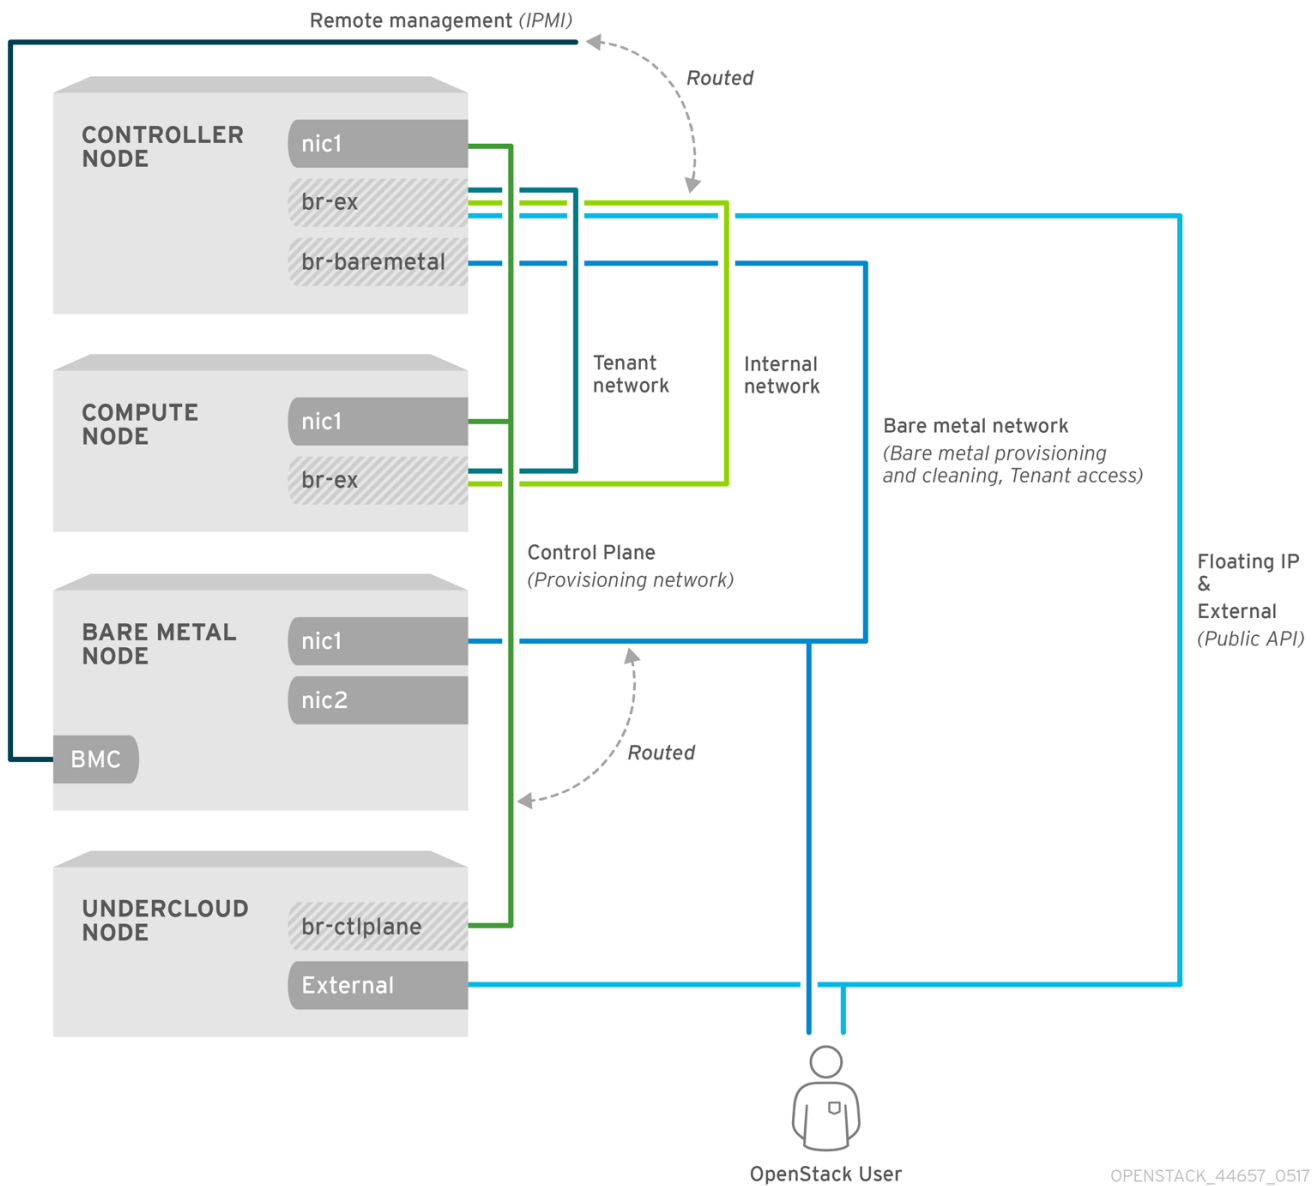 Remote management (IPMI)
Routed
CONTROLLER
NODE
nic1
br-ex
br-baremetal
COMPUTE
NODE
nic1
br-ex
Tenant
network
Internal
network
Bare metal network
(Bare metal provisioning
and cleaning, Tenant access)
Control Plane
(Provisioning network)
Floating IP
&
External
(Public API)
BARE METAL
NODE
nic1
nic2
BMC
Routed
UNDERCLOUD
NODE
br-ctlplane
External
OpenStack User
OPENSTACK_44657_0517